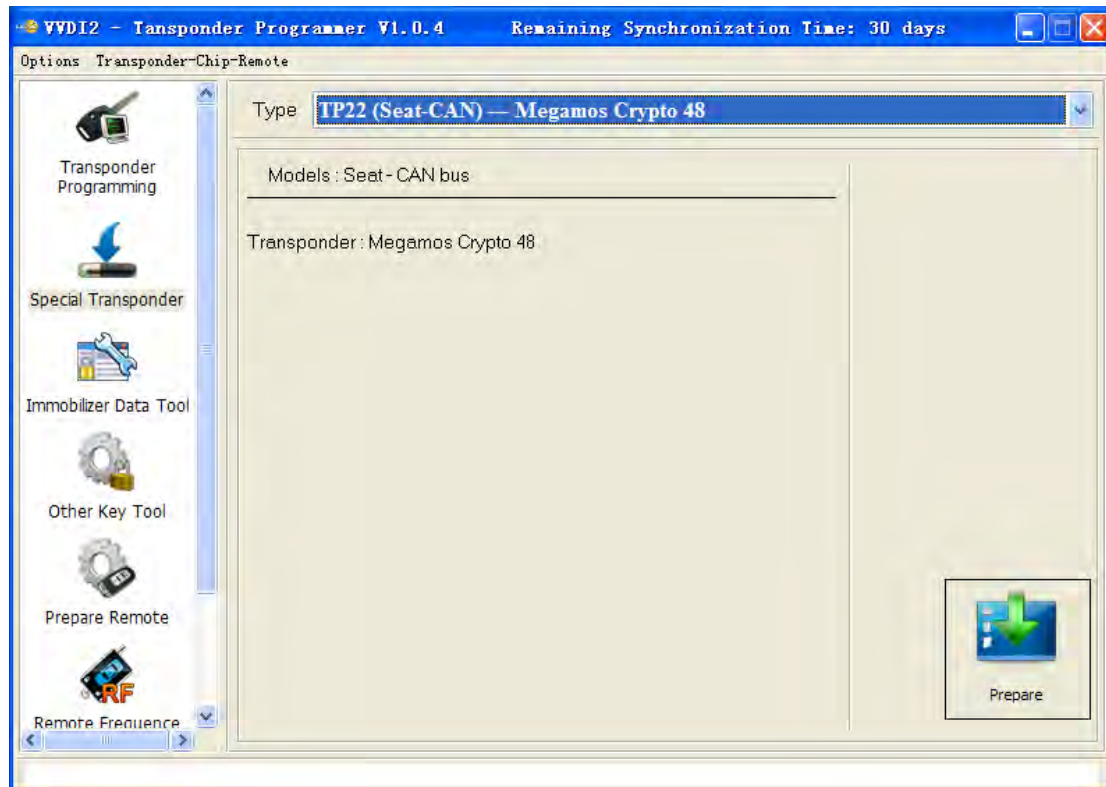 VVDI2 - Tansponder Programmer V1.0.4 Remaining Synchronization Time: 30 days
Options Transponder-Chip-Remote
Type TP22 (Seat-CAN) — Megamos Crypto 48
Transponder
Programming
Special Transponder
Immobilizer Data Tool
Other Key Tool
Prepare Remote
RF
Remote Frequence
Models : Seat - CAN bus
Transponder : Megamos Crypto 48
Prepare